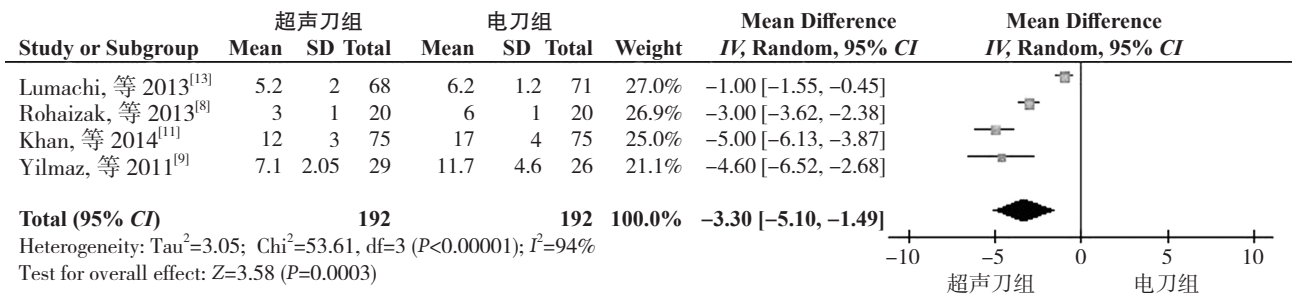 超声刀组 电刀组 Mean Difference Mean Difference
Study or Subgroup Mean SD Total Mean SD Total Weight IV, Random, 95% CI IV, Random, 95% CI
Lumachi, 等 2013[13] 5.2 2 68 6.2 1.2 71 27.0% −1.00 [−1.55, −0.45]
Rohaizak, 等 2013[8] 3 1 20 6 1 20 26.9% −3.00 [−3.62, −2.38]
Khan, 等 2014[11] 12 3 75 17 4 75 25.0% −5.00 [−6.13, −3.87]
Yilmaz, 等 2011[9] 7.1 2.05 29 11.7 4.6 26 21.1% −4.60 [−6.52, −2.68]
Total (95% CI) 192 192 100.0% −3.30 [−5.10, −1.49]
Heterogeneity: Tau²=3.05; Chi²=53.61, df=3 (P<0.00001); I²=94%
Test for overall effect: Z=3.58 (P=0.0003)
−10 −5 0 5 10
超声刀组 电刀组